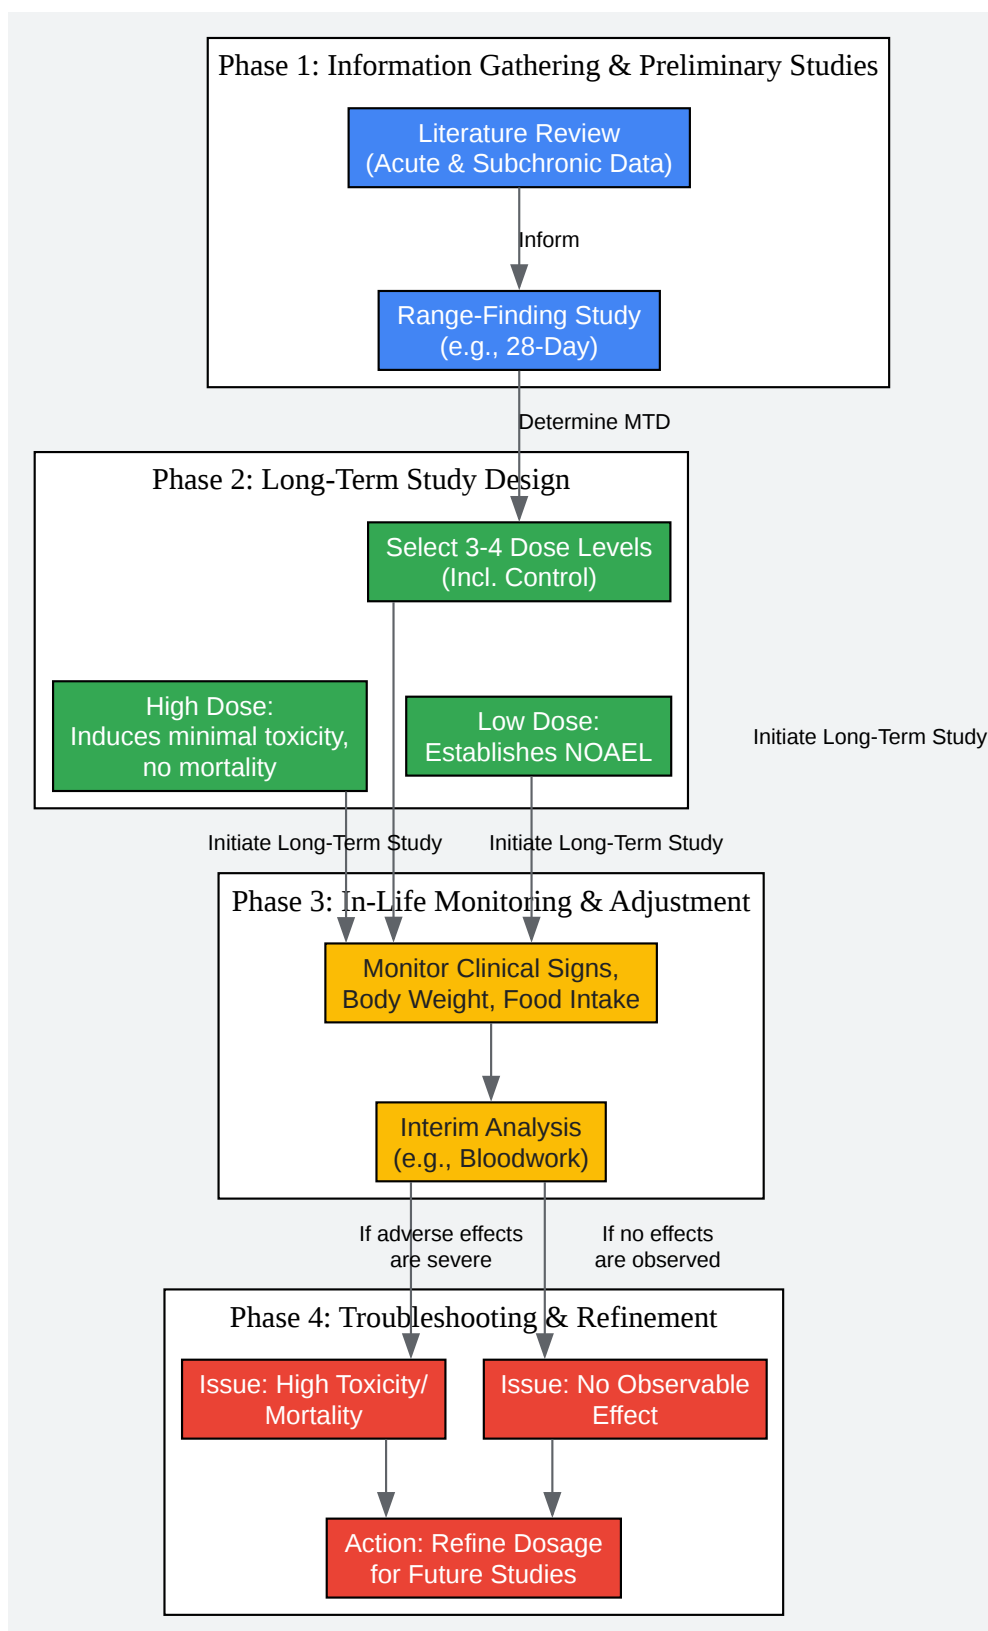 Phase 1: Information Gathering & Preliminary Studies
Literature Review
(Acute & Subchronic Data)
Inform
Range-Finding Study
(e.g., 28-Day)
Determine MTD
Phase 2: Long-Term Study Design
Select 3-4 Dose Levels
(Incl. Control)
High Dose:
Induces minimal toxicity,
no mortality
Low Dose:
Establishes NOAEL
Initiate Long-Term Study
Initiate Long-Term Study
Initiate Long-Term Study
Phase 3: In-Life Monitoring & Adjustment
Monitor Clinical Signs,
Body Weight, Food Intake
Interim Analysis
(e.g., Bloodwork)
If adverse effects
are severe
If no effects
are observed
Phase 4: Troubleshooting & Refinement
Issue: High Toxicity/
Mortality
Issue: No Observable
Effect
Action: Refine Dosage
for Future Studies